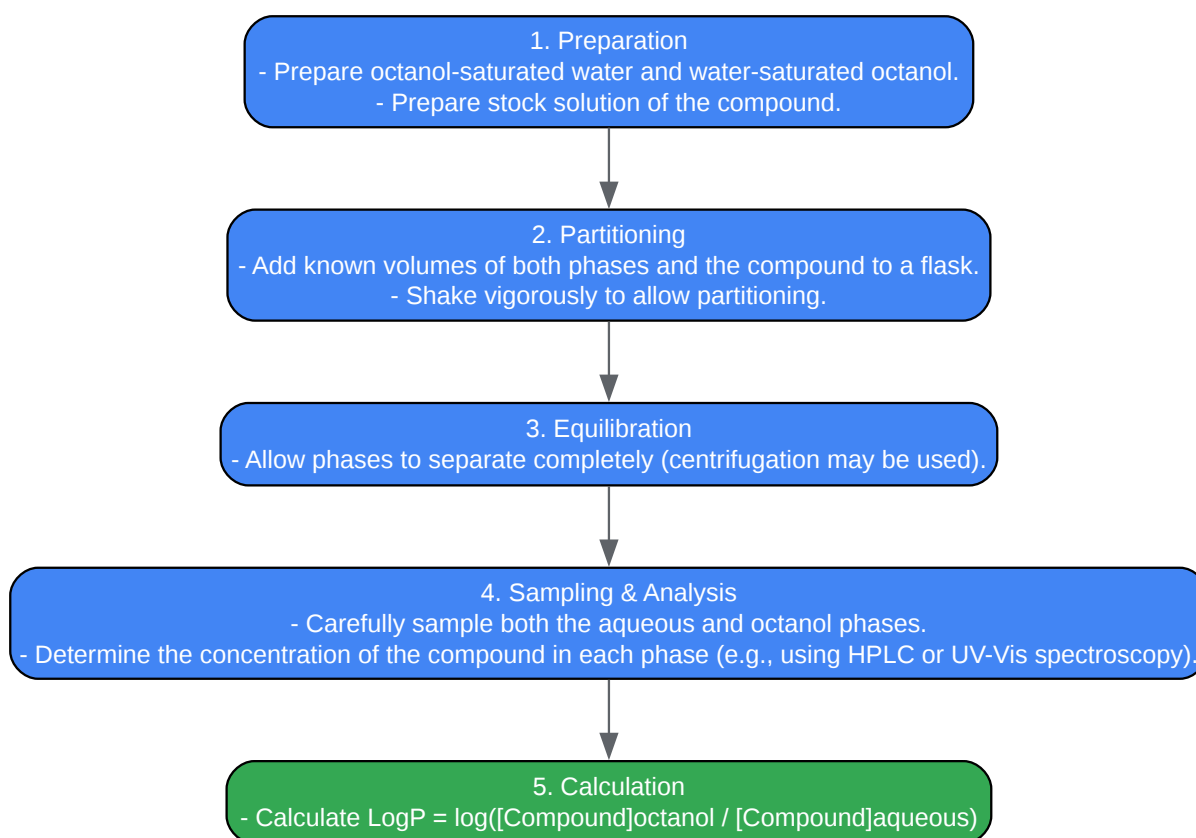 1. Preparation
- Prepare octanol-saturated water and water-saturated octanol.
- Prepare stock solution of the compound.
2. Partitioning
- Add known volumes of both phases and the compound to a flask.
- Shake vigorously to allow partitioning.
3. Equilibration
- Allow phases to separate completely (centrifugation may be used).
4. Sampling & Analysis
- Carefully sample both the aqueous and octanol phases.
- Determine the concentration of the compound in each phase (e.g., using HPLC or UV-Vis spectroscopy).
5. Calculation
- Calculate LogP = log([Compound]octanol / [Compound]aqueous)